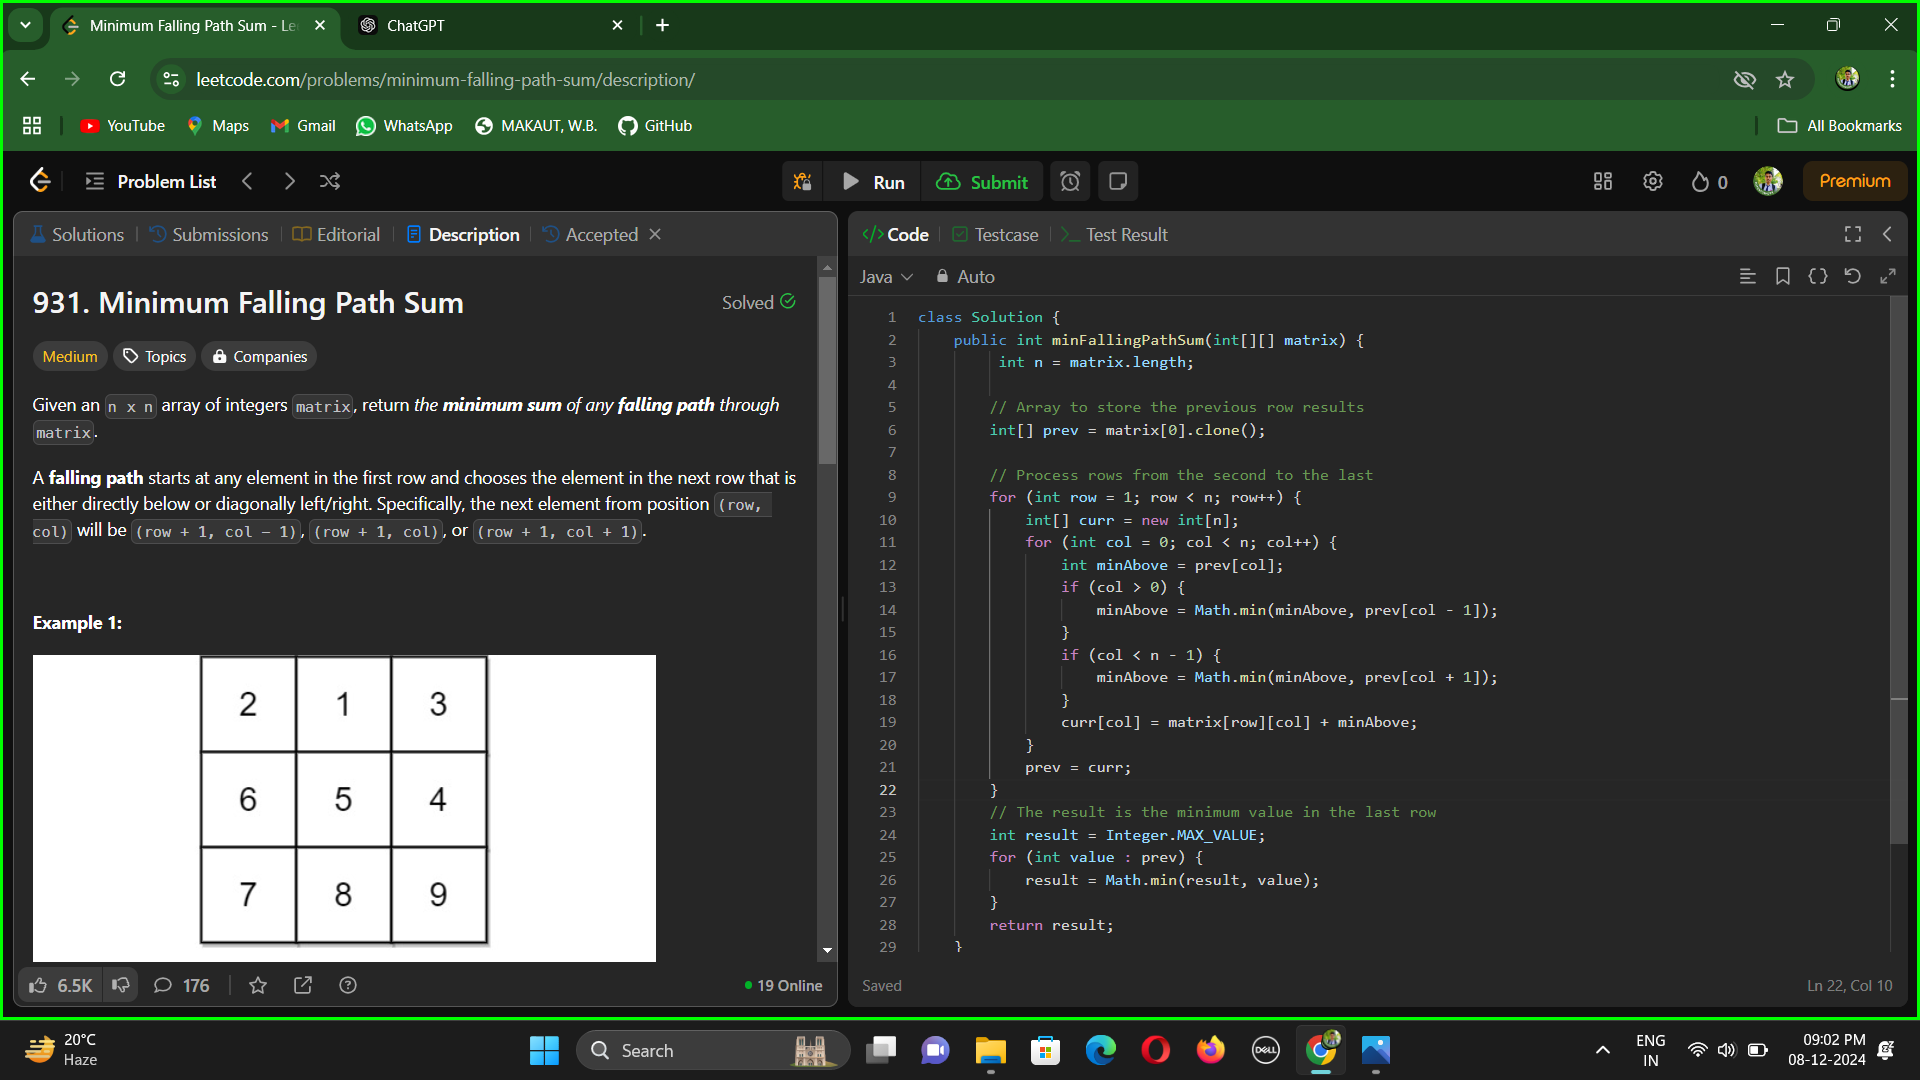 Minimum Falling Path Sum - Le
ChatGPT
leetcode.com/problems/minimum-falling-path-sum/description/
YouTube
Maps
Gmail
WhatsApp
MAKAUT, W.B.
GitHub
All Bookmarks
Problem List
Run
Submit
0
Premium
Solutions
Submissions
Editorial
Description
Accepted
931. Minimum Falling Path Sum
Solved
Medium
Topics
Companies
Given an n x n array of integers matrix, return the minimum sum of any falling path through
matrix.
A falling path starts at any element in the first row and chooses the element in the next row that is
either directly below or diagonally left/right. Specifically, the next element from position (row,
col) will be (row + 1, col - 1), (row + 1, col), or (row + 1, col + 1).
Example 1:
2 1 3
6 5 4
7 8 9
6.5K
176
19 Online
Code
Testcase
Test Result
Java
Auto
1 class Solution {
2 public int minFallingPathSum(int[][] matrix) {
3 int n = matrix.length;
4
5 // Array to store the previous row results
6 int[] prev = matrix[0].clone();
7
8 // Process rows from the second to the last
9 for (int row = 1; row < n; row++) {
10 int[] curr = new int[n];
11 for (int col = 0; col < n; col++) {
12 int minAbove = prev[col];
13 if (col > 0) {
14 minAbove = Math.min(minAbove, prev[col - 1]);
15 }
16 if (col < n - 1) {
17 minAbove = Math.min(minAbove, prev[col + 1]);
18 }
19 curr[col] = matrix[row][col] + minAbove;
20 }
21 prev = curr;
22 }
23 // The result is the minimum value in the last row
24 int result = Integer.MAX_VALUE;
25 for (int value : prev) {
26 result = Math.min(result, value);
27 }
28 return result;
29 }
Saved
Ln 22, Col 10
20°C
Haze
Search
DELL
ENG
IN
09:02 PM
08-12-2024